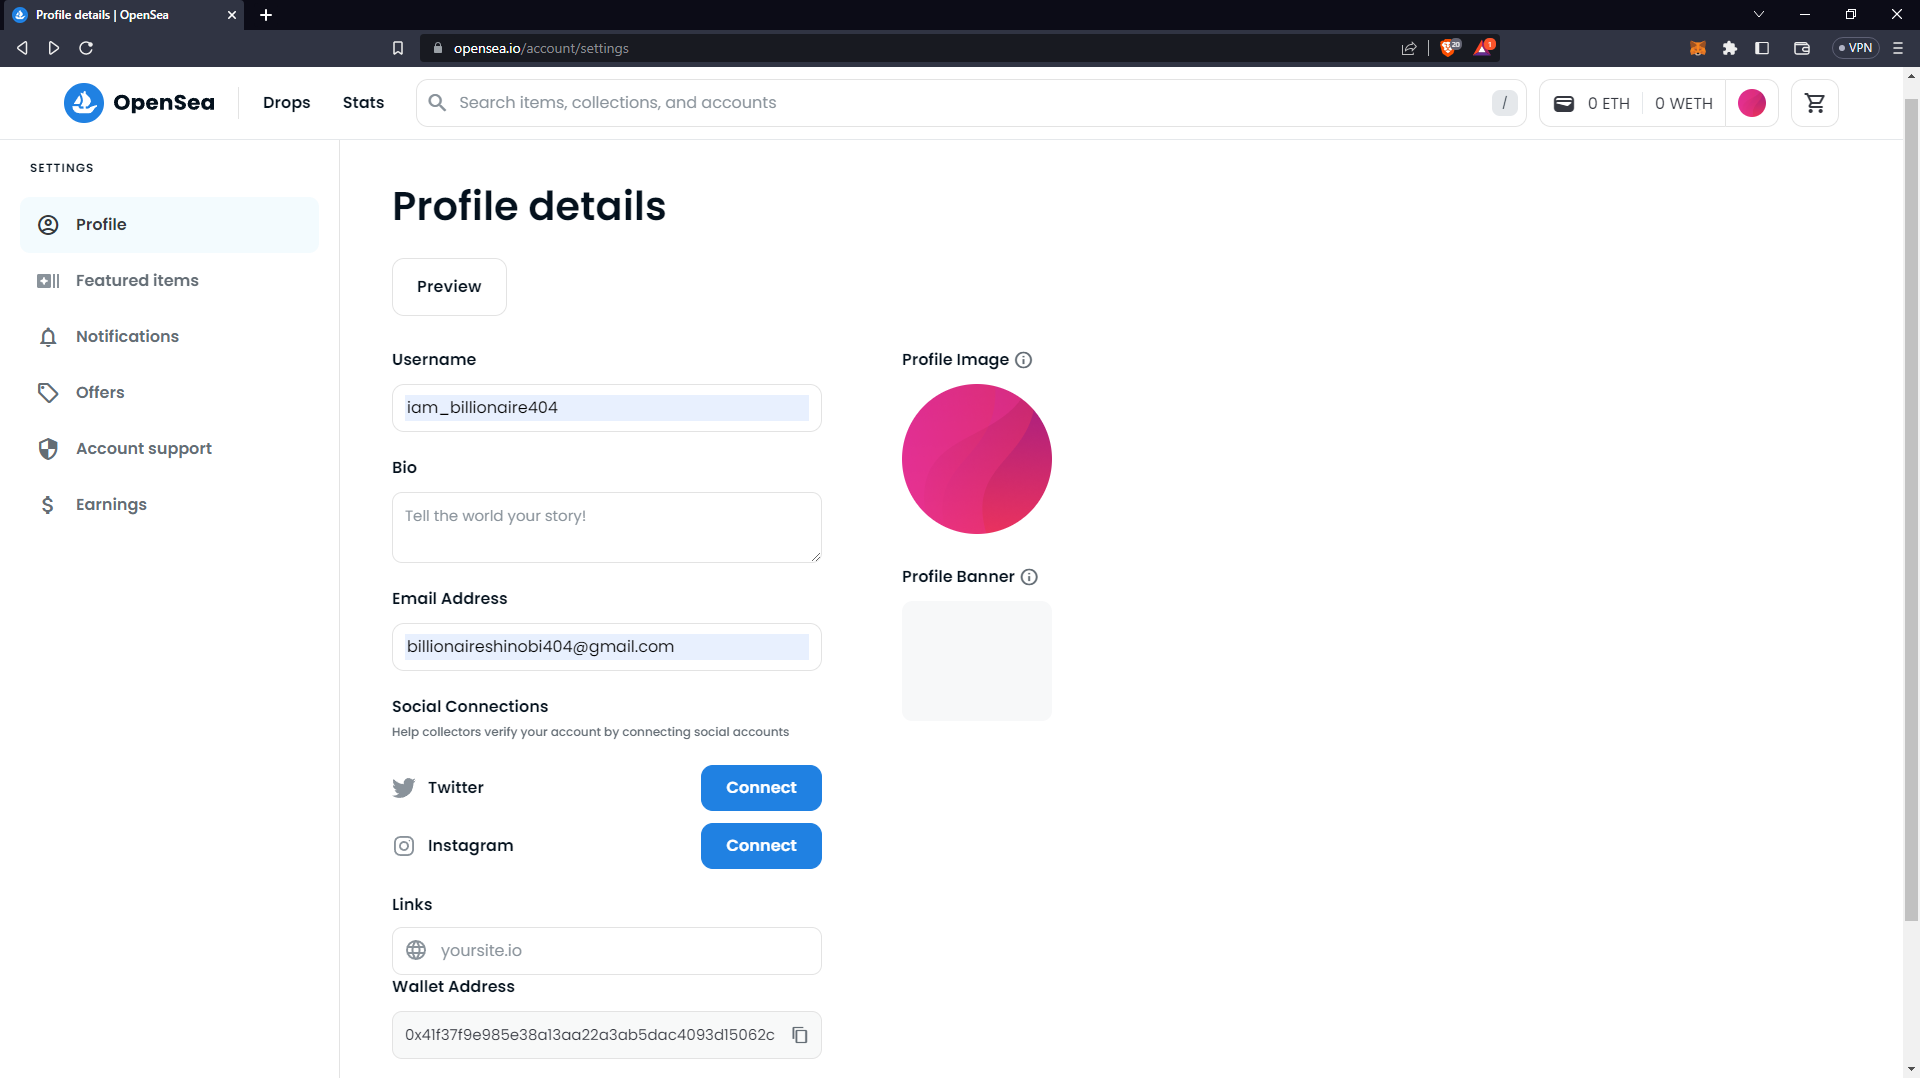 Profile details | OpenSea
opensea.io/account/settings
20
1
VPN
OpenSea
Drops
Stats
Search items, collections, and accounts
/
0 ETH
0 WETH
SETTINGS
Profile
Featured items
Notifications
Offers
Account support
Earnings
Profile details
Preview
Username
iam_billionaire404
Bio
Tell the world your story!
Email Address
billionaireshinobi404@gmail.com
Social Connections
Help collectors verify your account by connecting social accounts
Twitter
Connect
Instagram
Connect
Links
yoursite.io
Wallet Address
0x41f37f9e985e38a13aa22a3ab5dac4093d15062c
Profile Image
Profile Banner